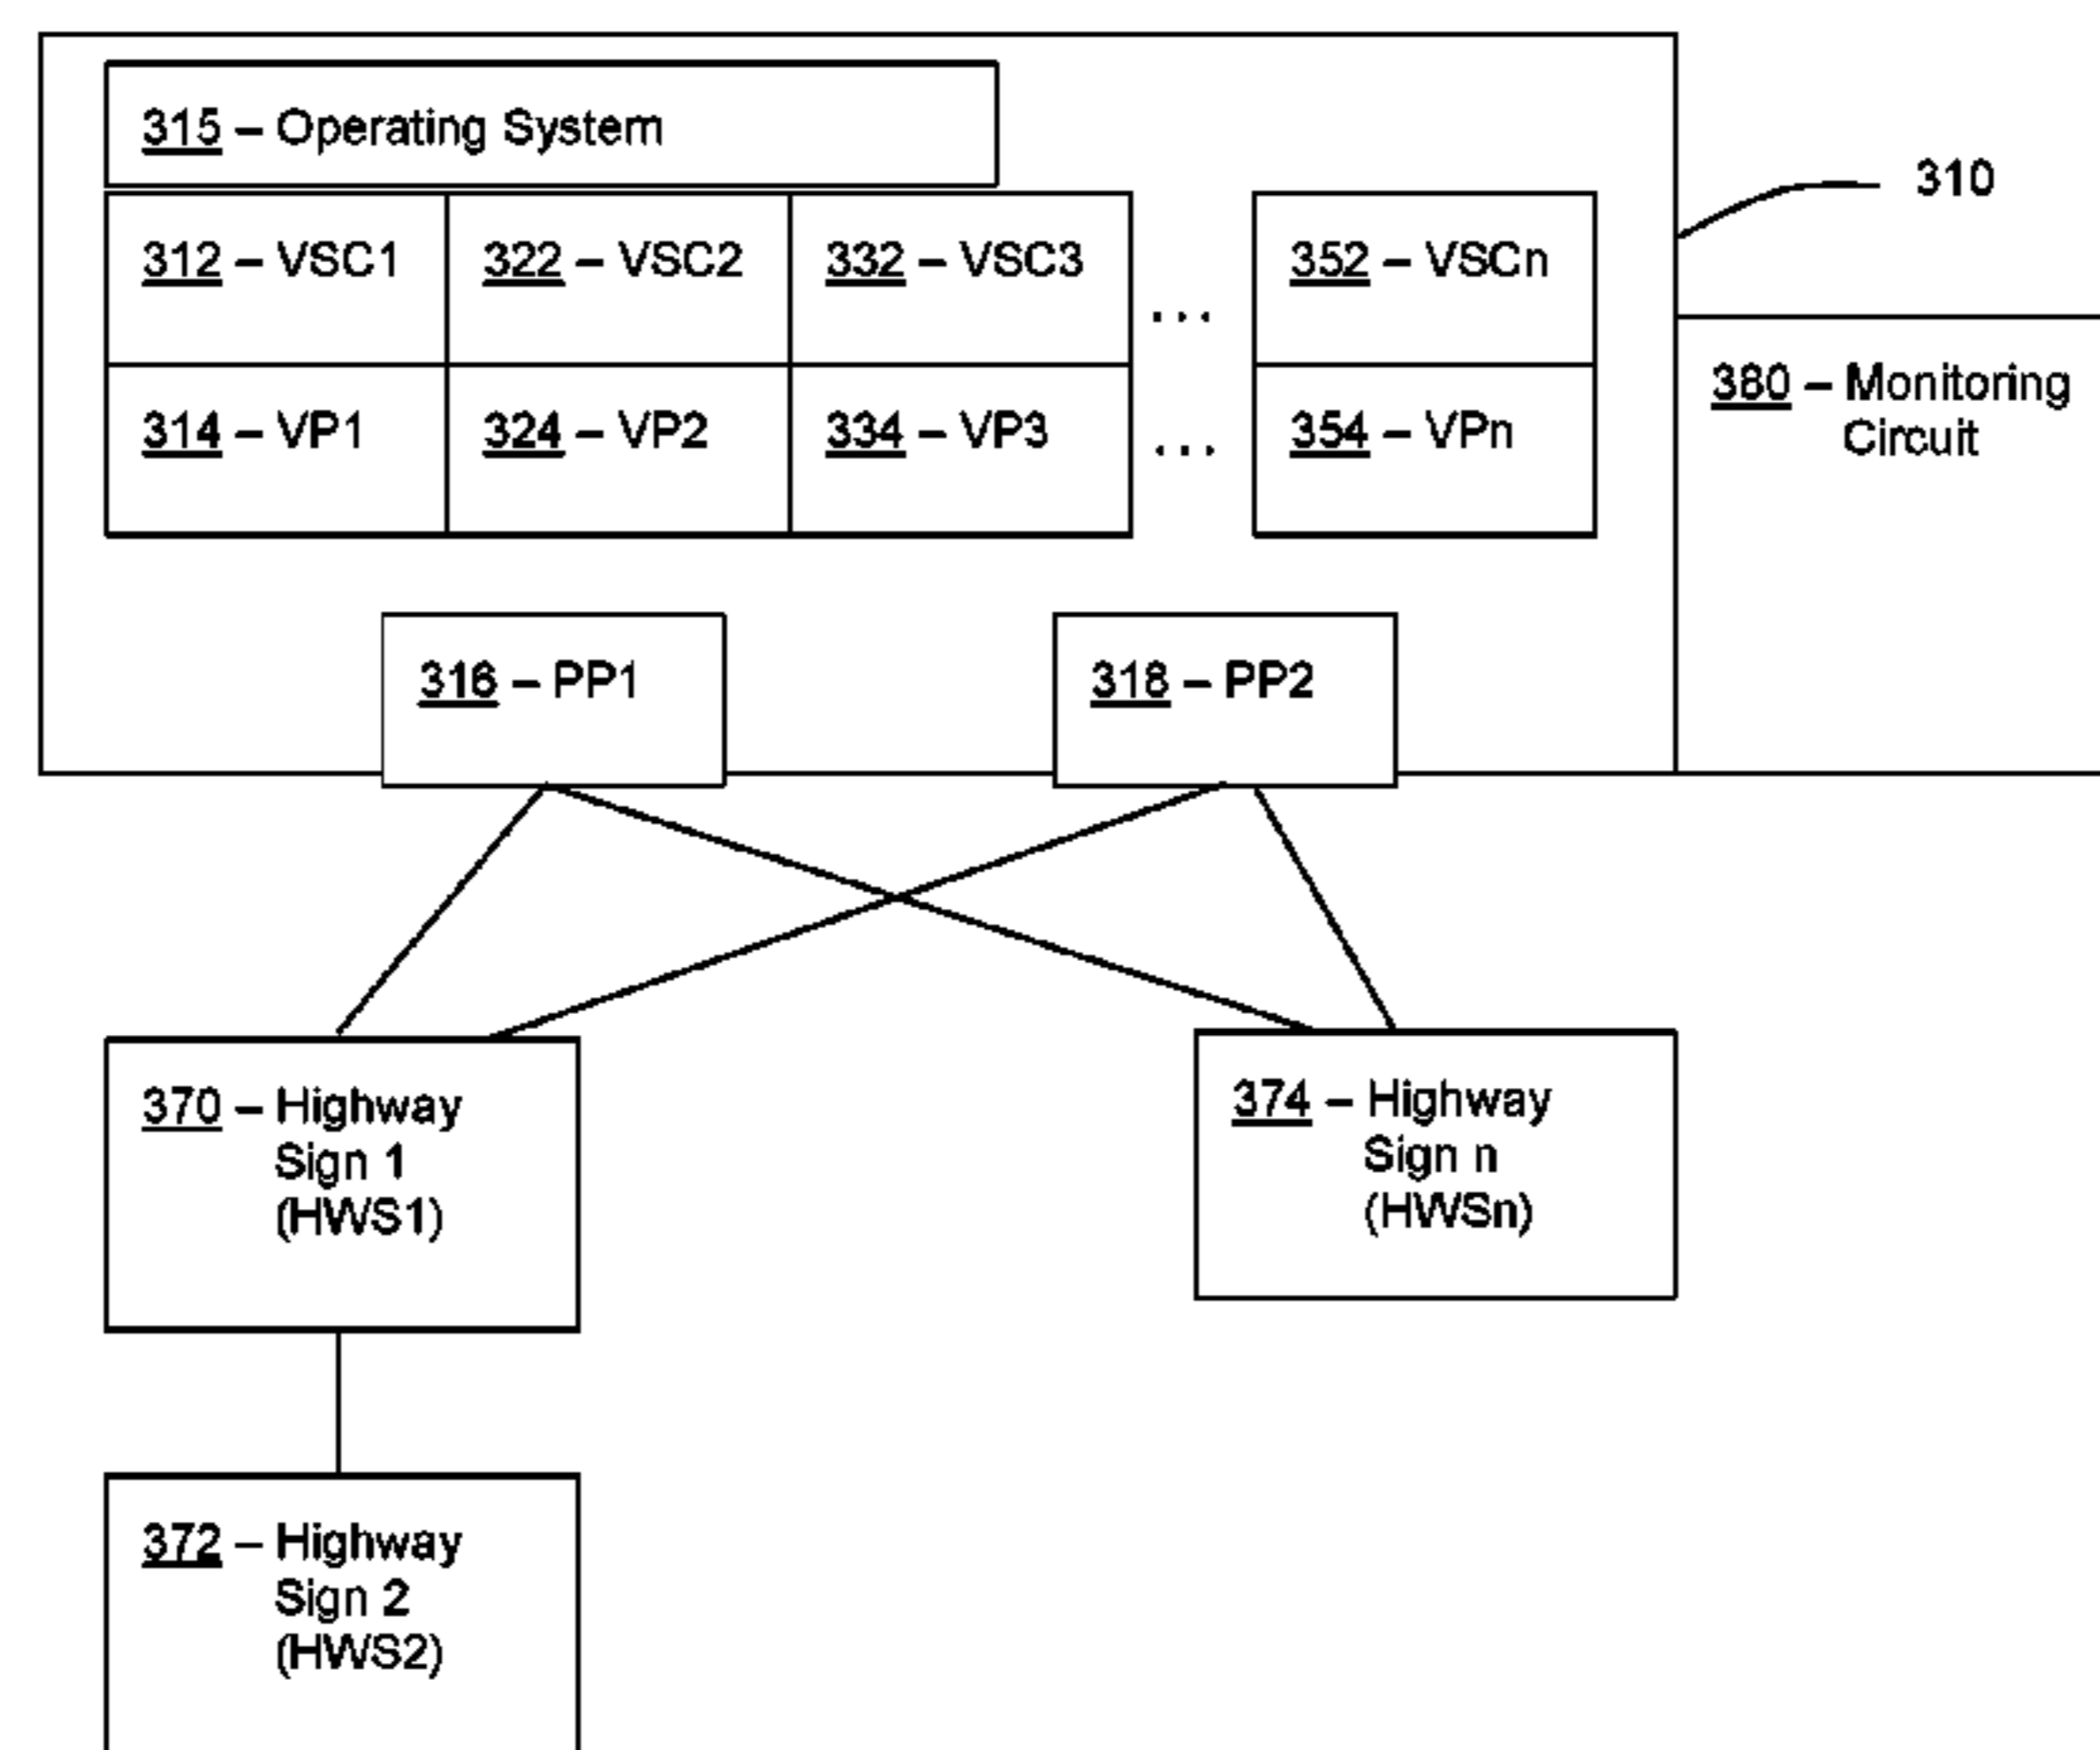 315 – Operating System
310
312 – VSC1
322 – VSC2
332 – VSC3
...
352 – VSCn
314 – VP1
324 – VP2
334 – VP3
...
354 – VPn
380 – Monitoring
Circuit
316 – PP1
318 – PP2
370 – Highway
Sign 1
(HWS1)
374 – Highway
Sign n
(HWSn)
372 – Highway
Sign 2
(HWS2)